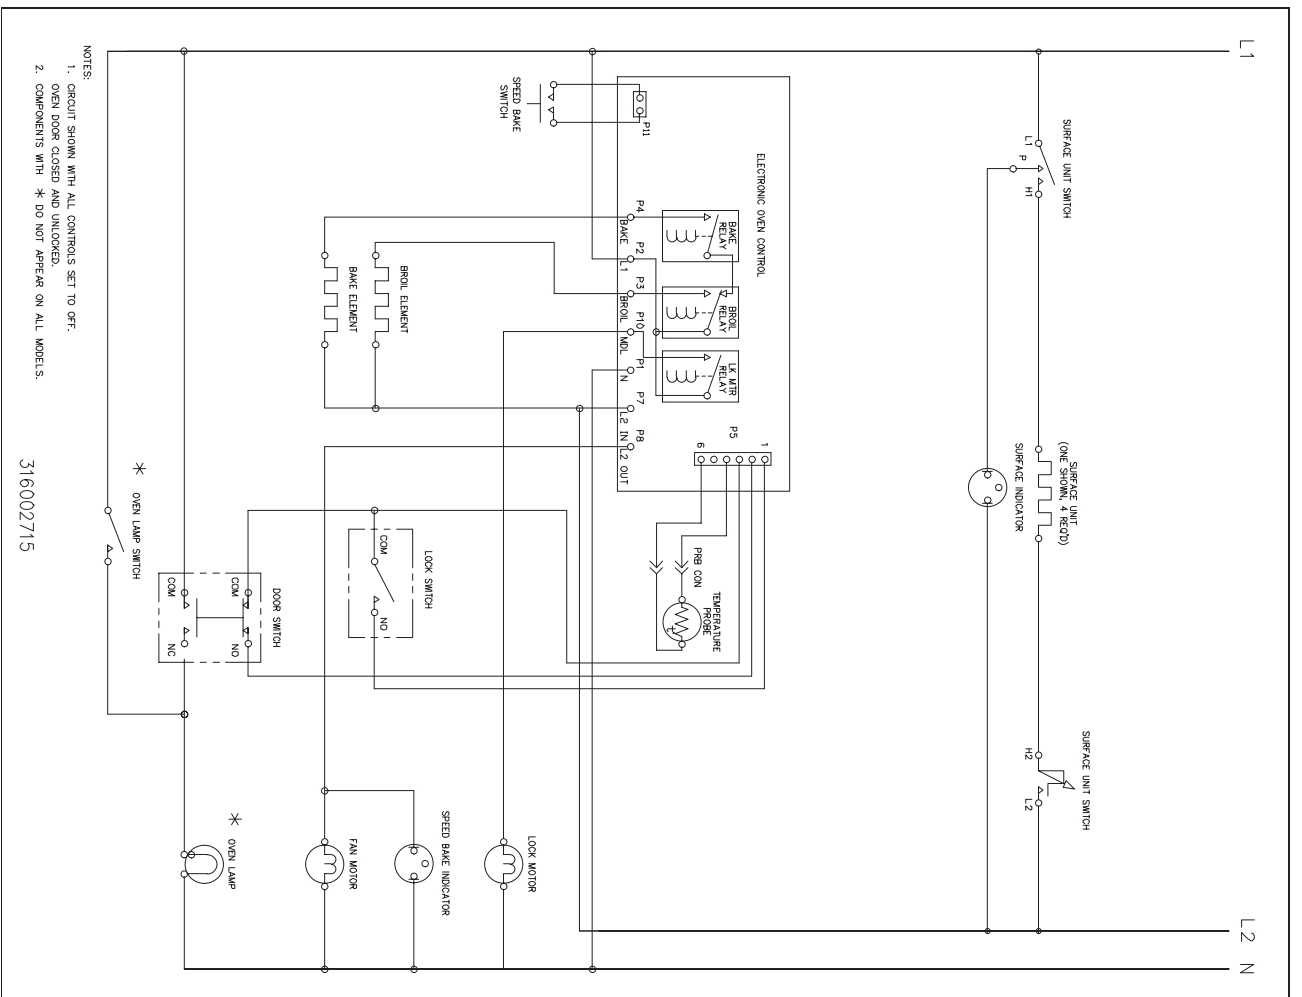 L1
L2
N
SURFACE UNIT SWITCH
L1
P
H1
SURFACE UNIT
(ONE SHOWN, 4 REQ'D)
SURFACE INDICATOR
SURFACE UNIT SWITCH
H2
L2
ELECTRONIC OVEN CONTROL
P11
SPEED BAKE
SWITCH
BAKE
RELAY
BROIL
RELAY
LK MTR
RELAY
P4
BAKE
P2
L1
P3
BROIL
P10
MDL
P1
N
P7
L2 IN
P8
L2 OUT
P5
1
6
PRB CON
TEMPERATURE
PROBE
BROIL ELEMENT
BAKE ELEMENT
LOCK SWITCH
COM
NO
DOOR SWITCH
COM
NO
COM
NC
LOCK MOTOR
SPEED BAKE INDICATOR
FAN MOTOR
* OVEN LAMP
* OVEN LAMP SWITCH
NOTES:
1. CIRCUIT SHOWN WITH ALL CONTROLS SET TO OFF.
OVEN DOOR CLOSED AND UNLOCKED.
2. COMPONENTS WITH * DO NOT APPEAR ON ALL MODELS.
316002715